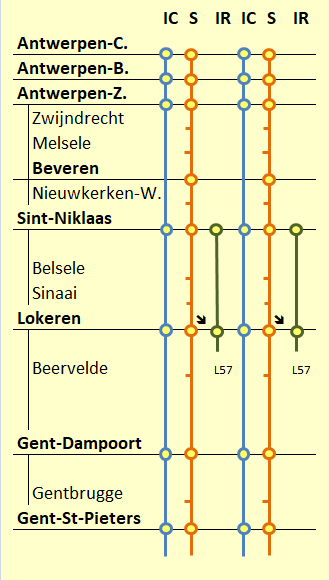 IC S IR IC S IR
Antwerpen-C.
Antwerpen-B.
Antwerpen-Z.
Zwijndrecht
Melsele
Beveren
Nieuwkerken-W.
Sint-Niklaas
Belsele
Sinaai
Lokeren
Beervelde L57 L57
Gent-Dampoort
Gentbrugge
Gent-St-Pieters